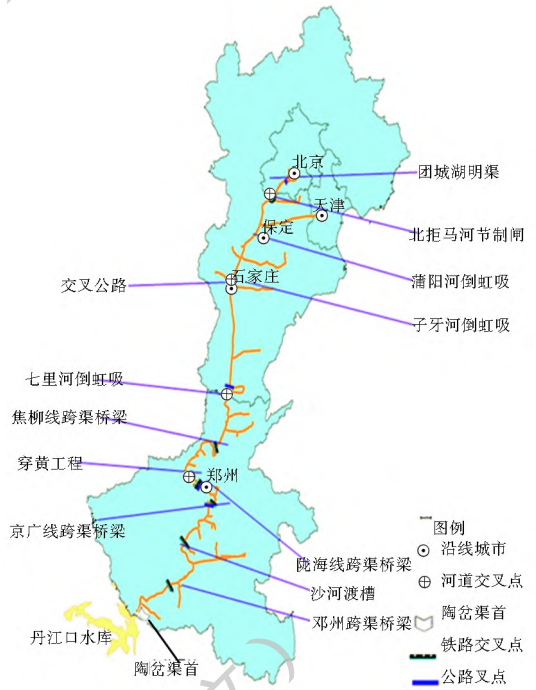 北京
团城湖明渠
天津
北拒马河节制闸
保定
蒲阳河倒虹吸
石家庄
交叉公路
子牙河倒虹吸
七里河倒虹吸
焦柳线跨渠桥梁
穿黄工程
郑州
京广线跨渠桥梁
陇海线跨渠桥梁
沙河渡槽
邓州跨渠桥梁
丹江口水库
陶岔渠首
图例
沿线城市
河道交叉点
陶岔渠首
铁路交叉点
公路叉点